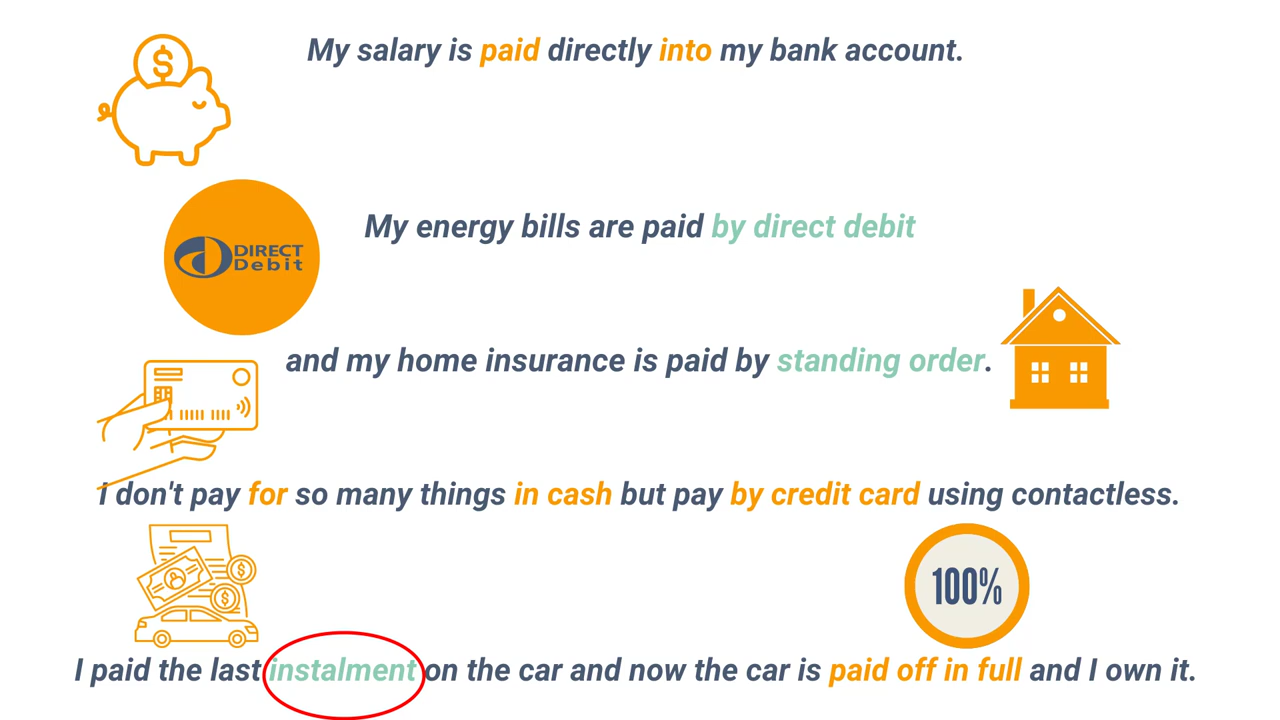 My salary is paid directly into my bank account.
DIRECT
Debit
My energy bills are paid by direct debit
and my home insurance is paid by standing order.
I don't pay for so many things in cash but pay by credit card using contactless.
100%
I paid the last instalment on the car and now the car is paid off in full and I own it.